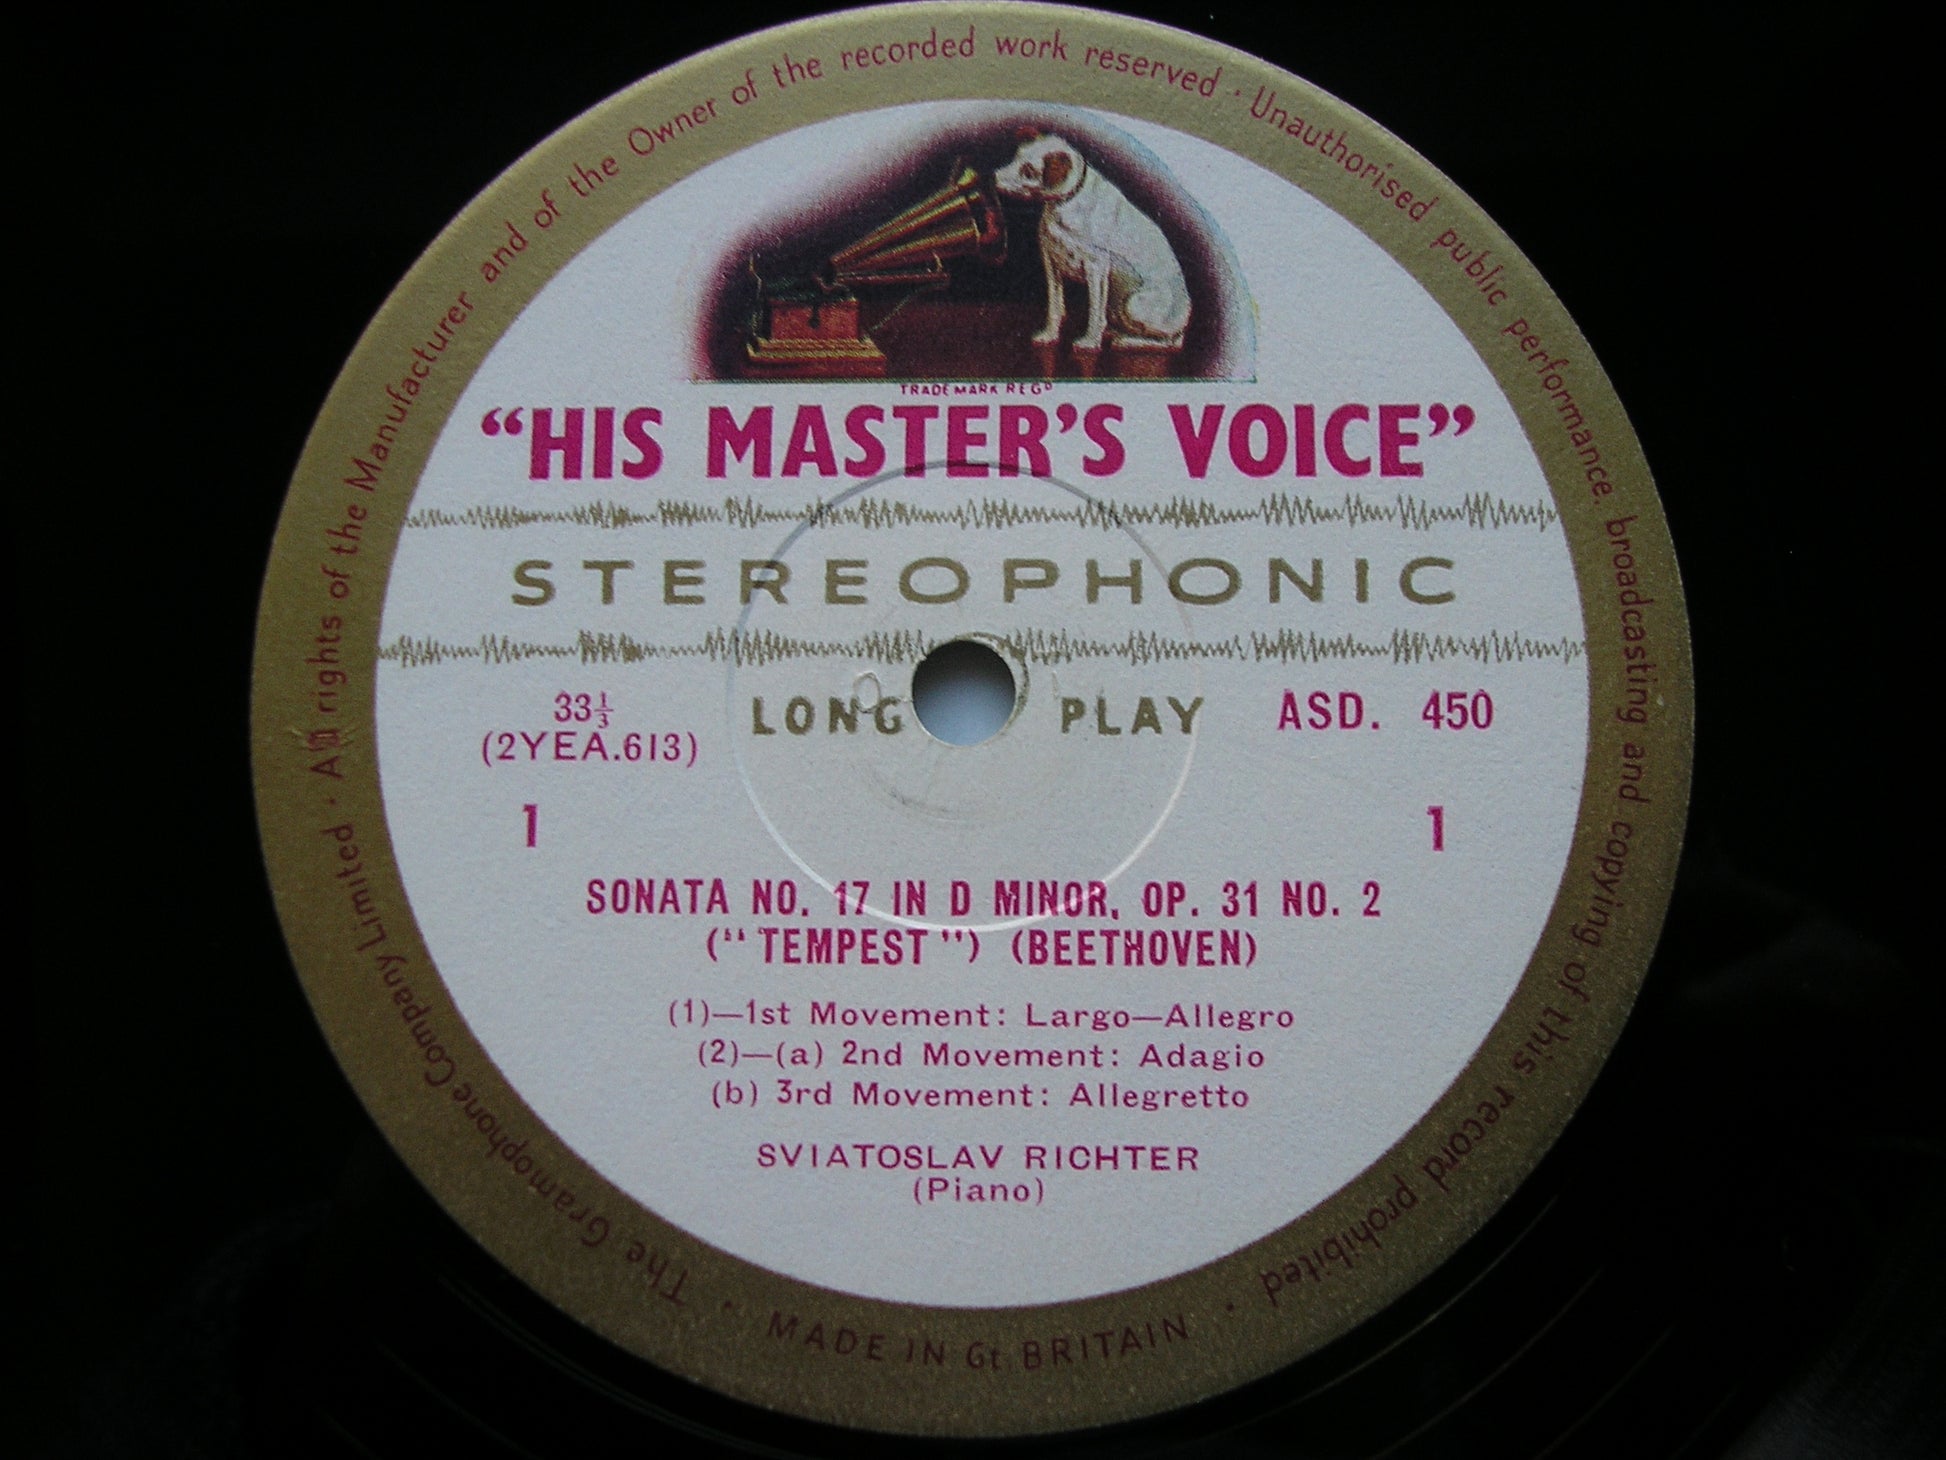 The Gramophone Company Limited · All rights of the Manufacturer and of the Owner of the recorded work reserved · Unauthorised public performance. broadcasting and copying of this record prohibited ·
TRADE MARK REGD
“HIS MASTER’S VOICE”
STEREOPHONIC
33⅓ LONG PLAY ASD. 450
(2YEA.613)
1 1
SONATA NO. 17 IN D MINOR, OP. 31 NO. 2
(“TEMPEST”) (BEETHOVEN)
(1)—1st Movement: Largo—Allegro
(2)—(a) 2nd Movement: Adagio
(b) 3rd Movement: Allegretto
SVIATOSLAV RICHTER
(Piano)
MADE IN Gt BRITAIN